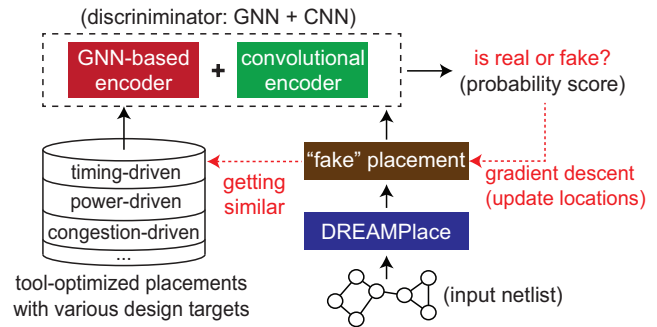 (discriniminator: GNN + CNN)
GNN-based
encoder
+
convolutional
encoder
is real or fake?
(probability score)
timing-driven
power-driven
congestion-driven
...
tool-optimized placements
with various design targets
getting
similar
"fake" placement
gradient descent
(update locations)
DREAMPlace
(input netlist)